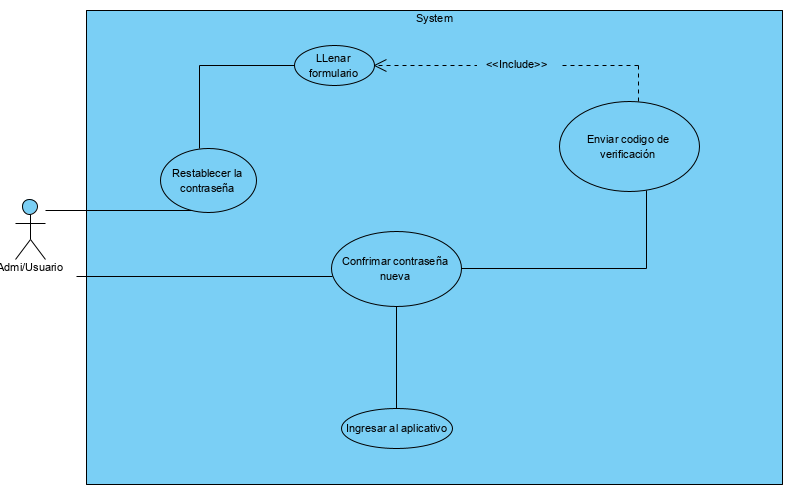 System
LLenar
formulario
<<Include>>
Enviar codigo de
verificación
Restablecer la
contraseña
Admi/Usuario
Confrimar contraseña
nueva
Ingresar al aplicativo